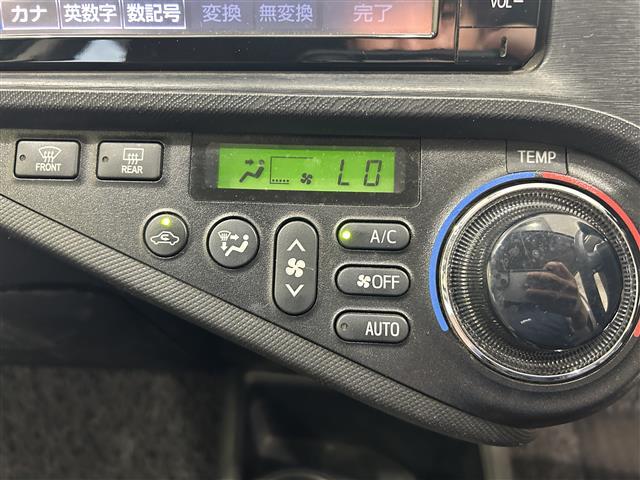 カナ 英数字 数記号 変換 無変換 完了
VOL−
FRONT
REAR
LO
TEMP
A/C
OFF
AUTO